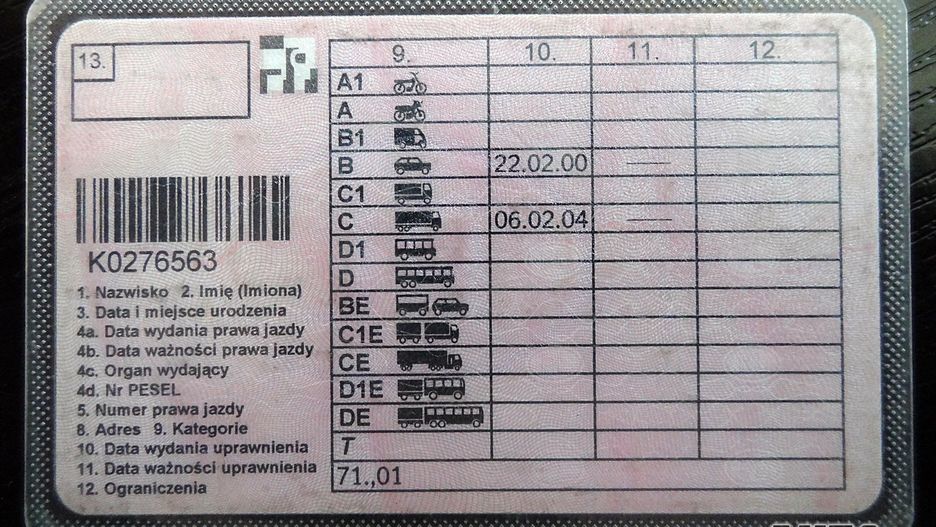 13.
9. 10. 11. 12.
A1
A
B1
B 22.02.00 —
C1
C 06.02.04 —
D1
D
BE
C1E
CE
D1E
DE
T
71.,01
K0276563
1. Nazwisko 2. Imię (Imiona)
3. Data i miejsce urodzenia
4a. Data wydania prawa jazdy
4b. Data ważności prawa jazdy
4c. Organ wydający
4d. Nr PESEL
5. Numer prawa jazdy
8. Adres 9. Kategorie
10. Data wydania uprawnienia
11. Data ważności uprawnienia
12. Ograniczenia